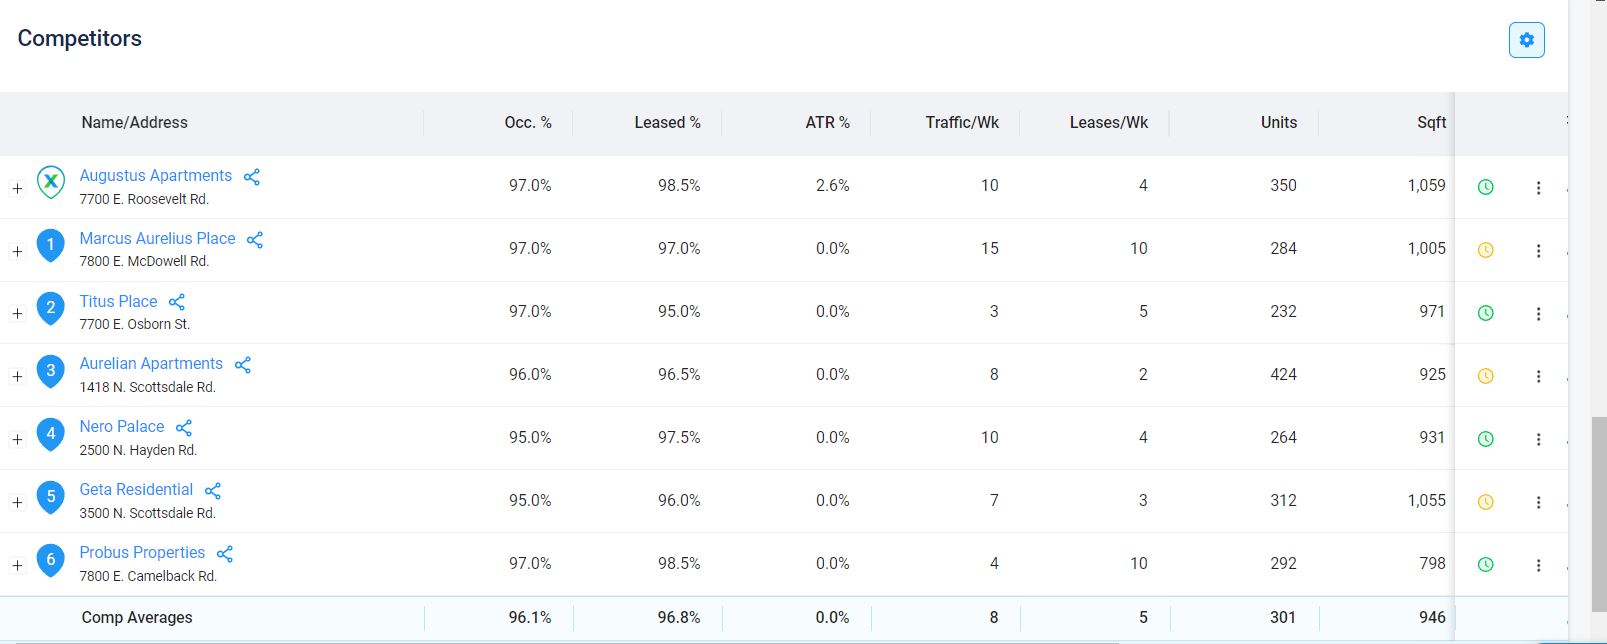 Competitors
Name/Address Occ. % Leased % ATR % Traffic/Wk Leases/Wk Units Sqft
Augustus Apartments 97.0% 98.5% 2.6% 10 4 350 1,059
7700 E. Roosevelt Rd.
1 Marcus Aurelius Place 97.0% 97.0% 0.0% 15 10 284 1,005
7800 E. McDowell Rd.
2 Titus Place 97.0% 95.0% 0.0% 3 5 232 971
7700 E. Osborn St.
3 Aurelian Apartments 96.0% 96.5% 0.0% 8 2 424 925
1418 N. Scottsdale Rd.
4 Nero Palace 95.0% 97.5% 0.0% 10 4 264 931
2500 N. Hayden Rd.
5 Geta Residential 95.0% 96.0% 0.0% 7 3 312 1,055
3500 N. Scottsdale Rd.
6 Probus Properties 97.0% 98.5% 0.0% 4 10 292 798
7800 E. Camelback Rd.
Comp Averages 96.1% 96.8% 0.0% 8 5 301 946